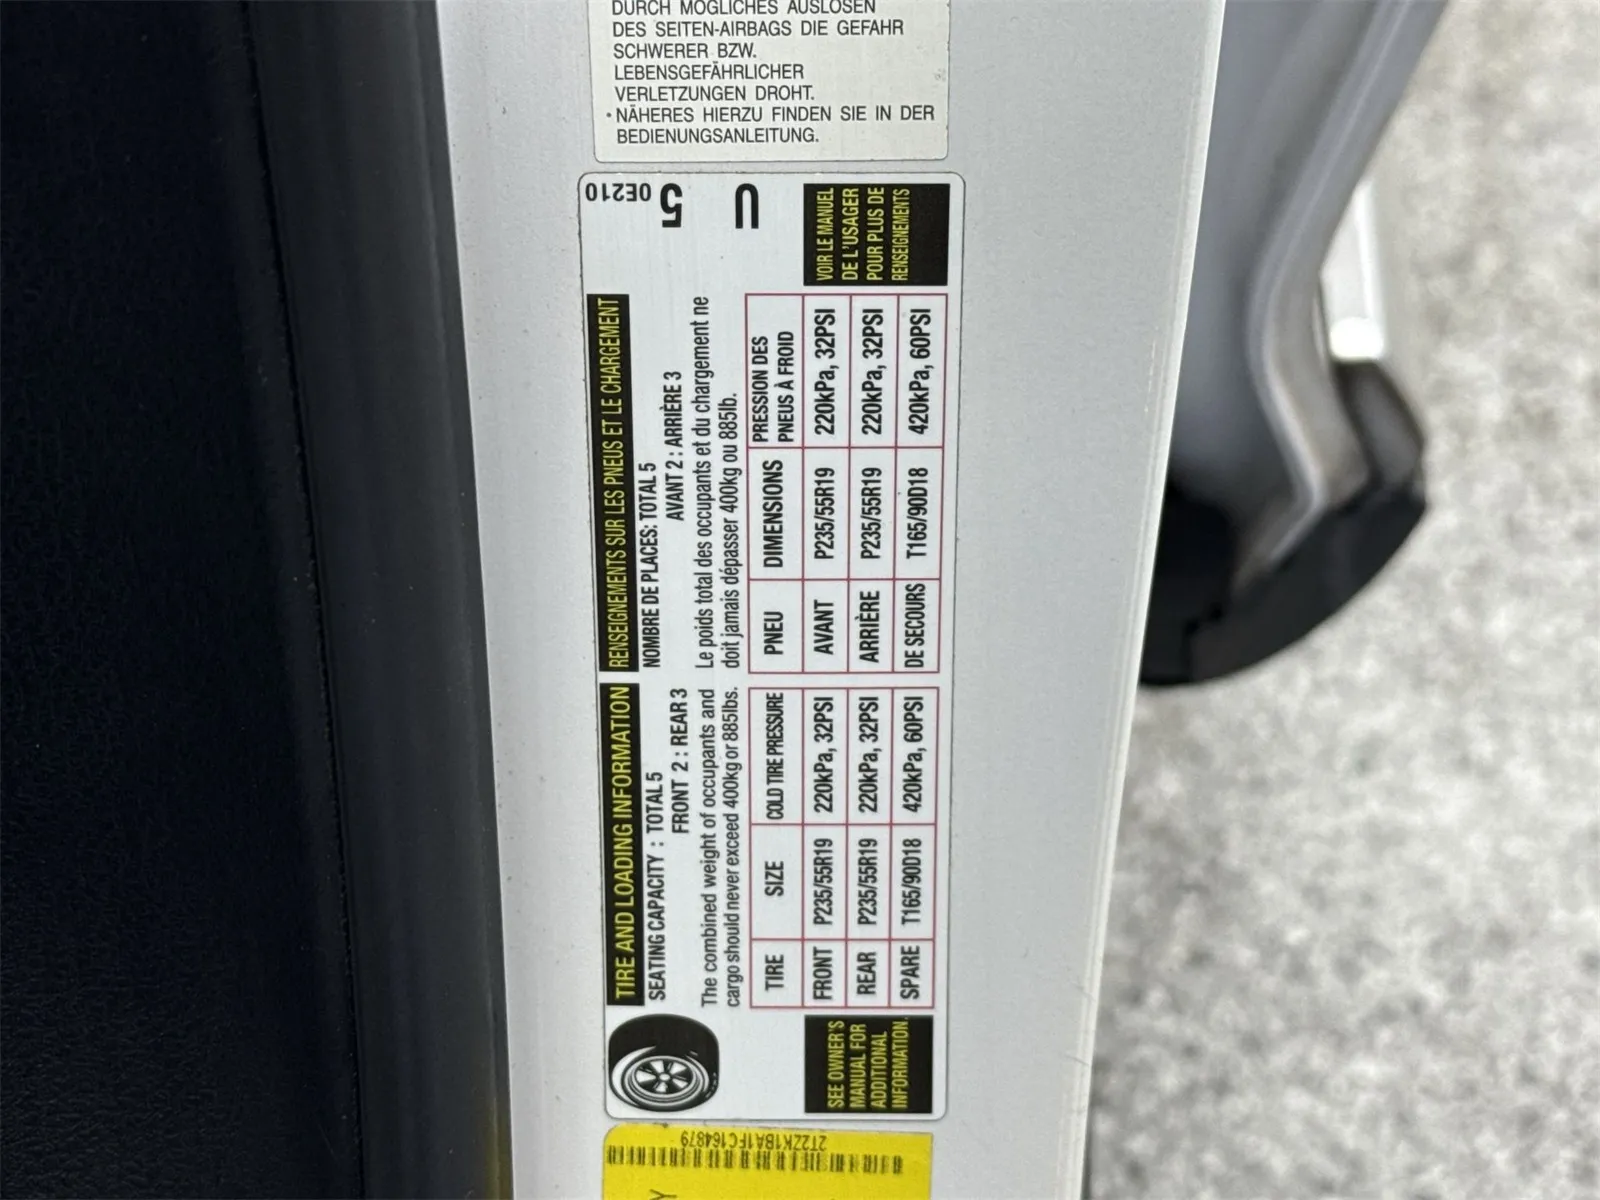 DURCH MÖGLICHES AUSLÖSEN
DES SEITEN-AIRBAGS DIE GEFAHR
SCHWERER BZW.
LEBENSGEFÄHRLICHER
VERLETZUNGEN DROHT.
•NÄHERES HIERZU FINDEN SIE IN DER
BEDIENUNGSANLEITUNG.
TIRE AND LOADING INFORMATION
SEATING CAPACITY : TOTAL 5
FRONT 2 : REAR 3
The combined weight of occupants and
cargo should never exceed 400kg or 885lbs.
TIRE SIZE COLD TIRE PRESSURE
FRONT P235/55R19 220kPa, 32PSI
REAR P235/55R19 220kPa, 32PSI
SPARE T165/90D18 420kPa, 60PSI
SEE OWNER'S
MANUAL FOR
ADDITIONAL
INFORMATION.
RENSEIGNEMENTS SUR LES PNEUS ET LE CHARGEMENT
NOMBRE DE PLACES: TOTAL 5
AVANT 2 : ARRIÈRE 3
Le poids total des occupants et du chargement ne
doit jamais dépasser 400kg ou 885lb.
PNEU DIMENSIONS PRESSION DES
PNEUS À FROID
AVANT P235/55R19 220kPa, 32PSI
ARRIÈRE P235/55R19 220kPa, 32PSI
DE SECOURS T165/90D18 420kPa, 60PSI
VOIR LE MANUEL
DE L'USAGER
POUR PLUS DE
RENSEIGNEMENTS
0E210
5
U
2T2ZK1BA1FC164879
Y